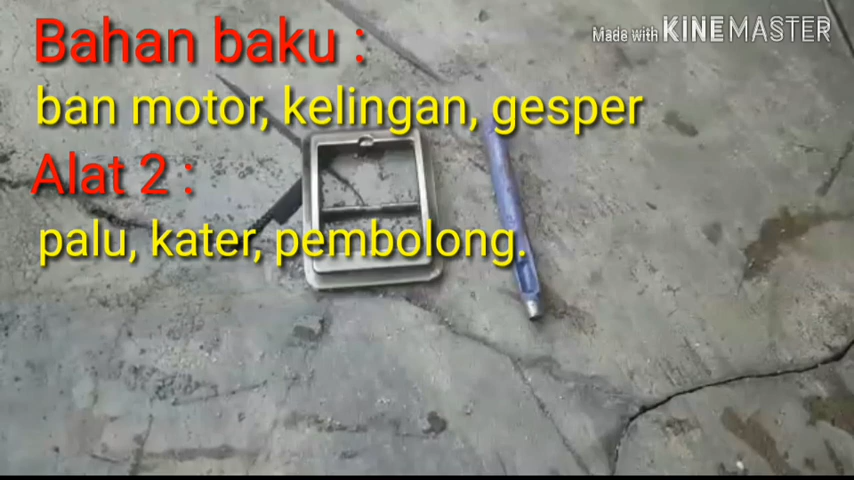 Bahan baku :
Made with KINEMASTER
ban motor, kelingan, gesper
Alat 2 :
palu, kater, pembolong.